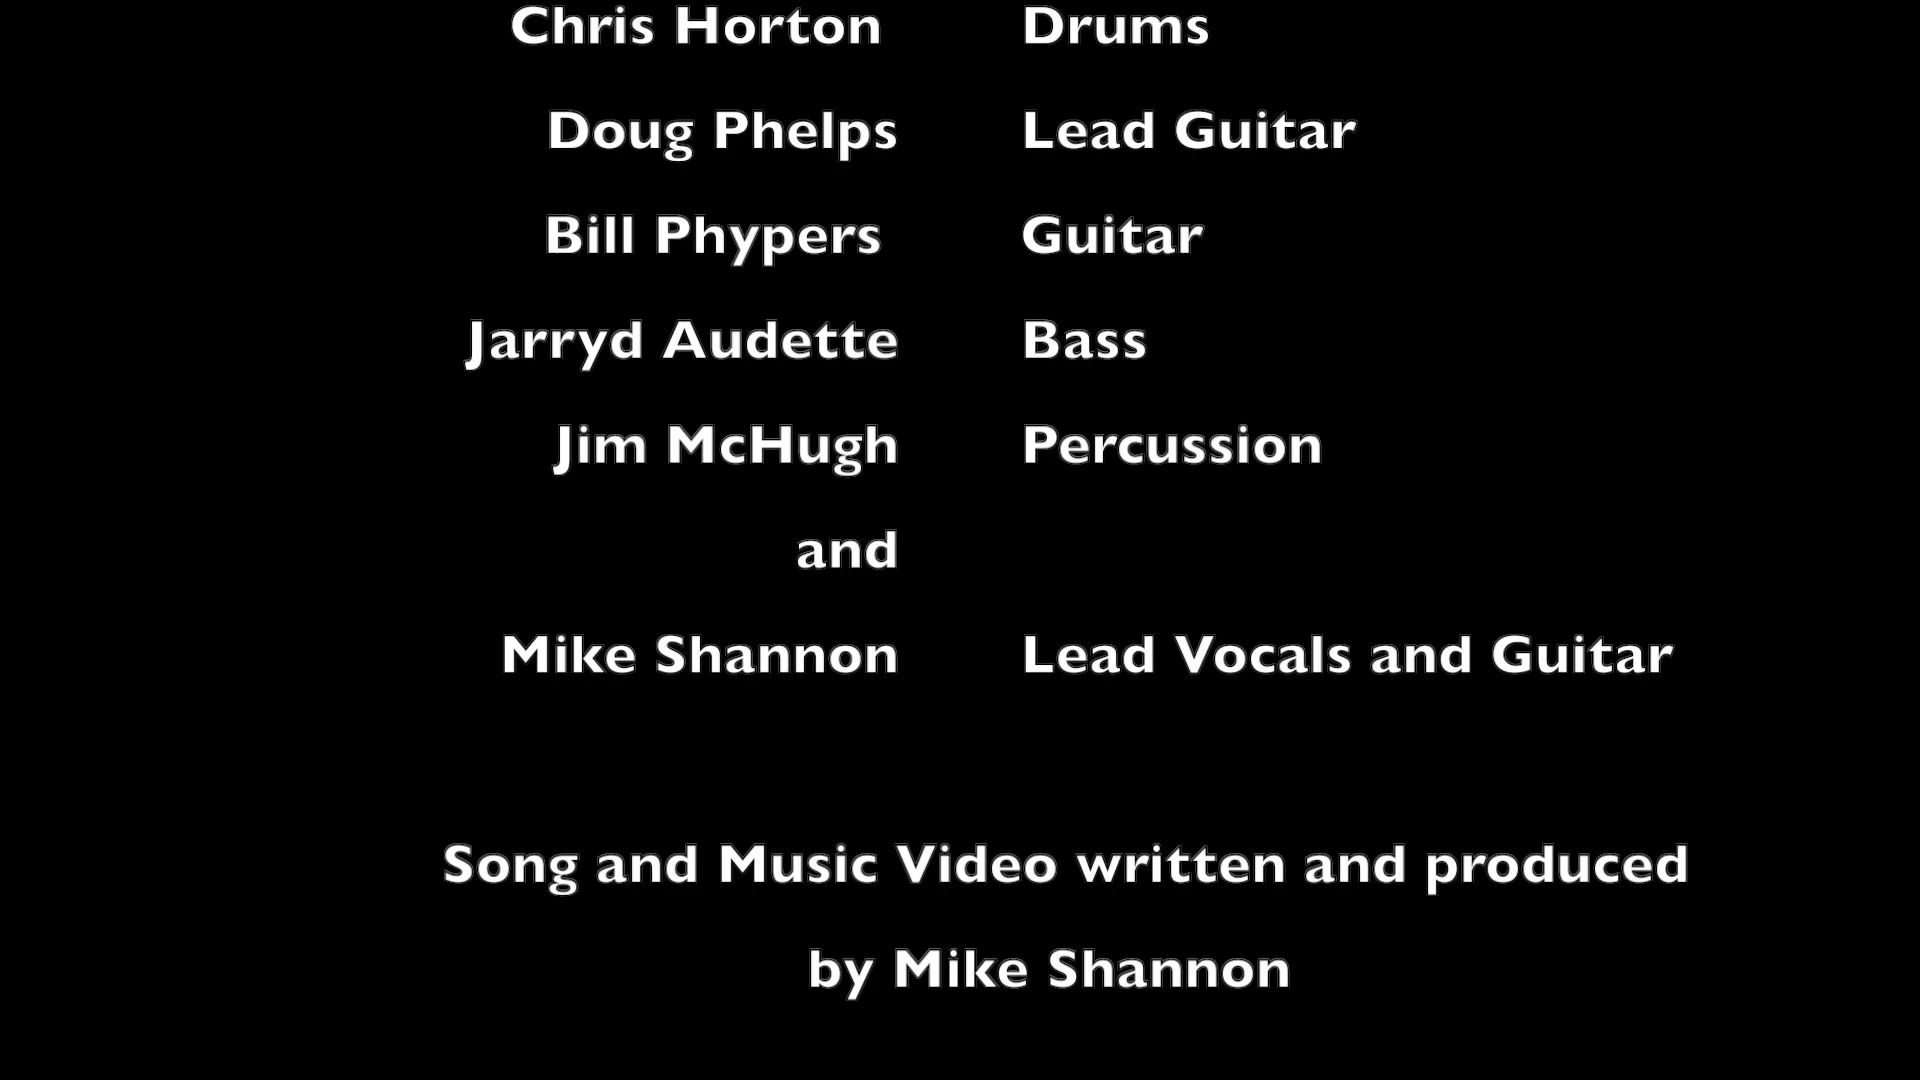 Chris Horton Drums
Doug Phelps Lead Guitar
Bill Phypers Guitar
Jarryd Audette Bass
Jim McHugh Percussion
and
Mike Shannon Lead Vocals and Guitar
Song and Music Video written and produced
by Mike Shannon